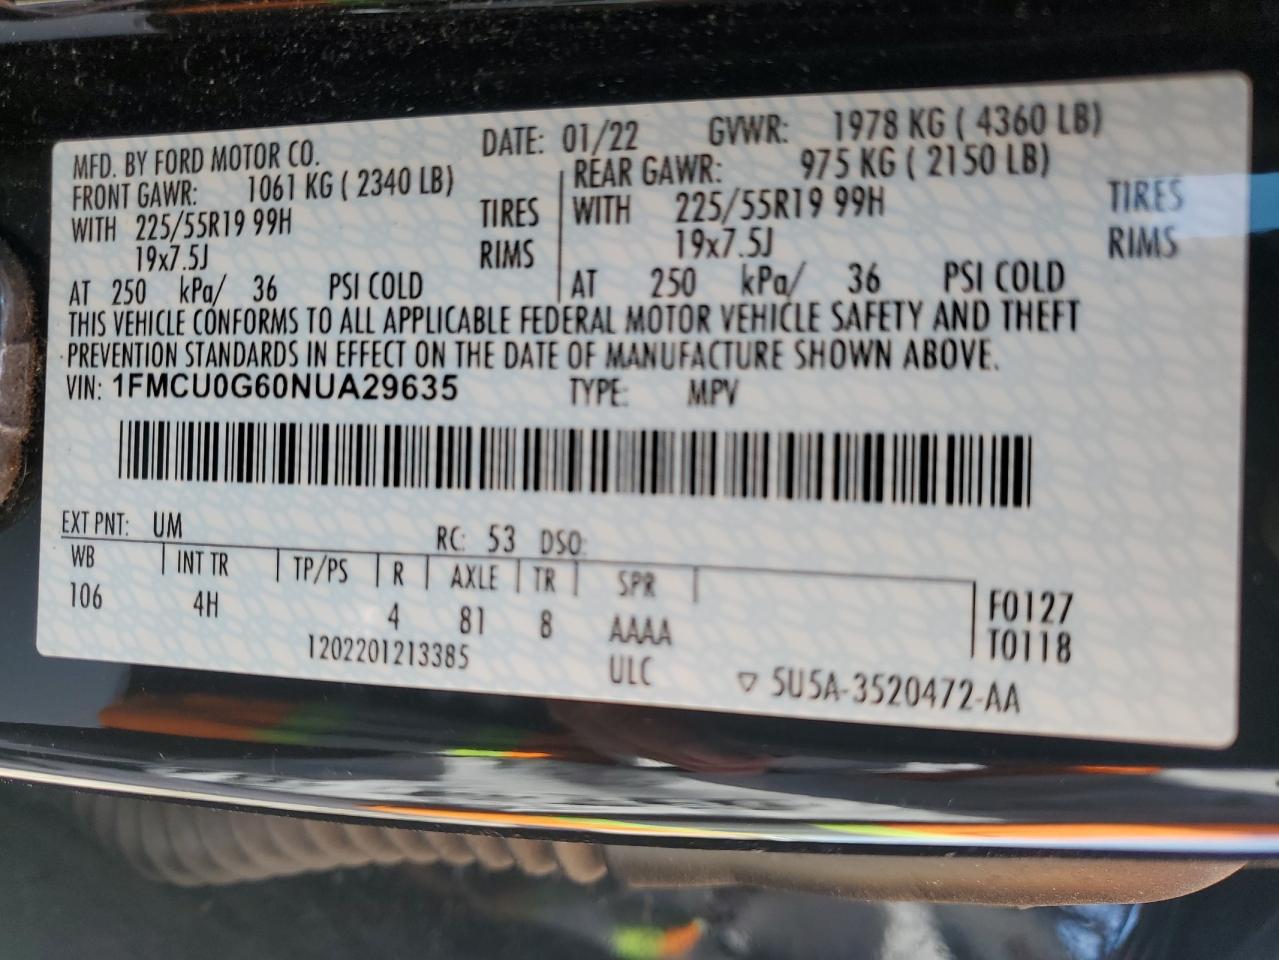 MFD. BY FORD MOTOR CO. DATE: 01/22 GVWR: 1978 KG ( 4360 LB)
FRONT GAWR: 1061 KG ( 2340 LB) REAR GAWR: 975 KG ( 2150 LB)
WITH 225/55R19 99H TIRES WITH 225/55R19 99H TIRES
19x7.5J RIMS 19x7.5J RIMS
AT 250 kPa/ 36 PSI COLD AT 250 kPa/ 36 PSI COLD
THIS VEHICLE CONFORMS TO ALL APPLICABLE FEDERAL MOTOR VEHICLE SAFETY AND THEFT
PREVENTION STANDARDS IN EFFECT ON THE DATE OF MANUFACTURE SHOWN ABOVE.
VIN: 1FMCU0G60NUA29635 TYPE: MPV
EXT PNT: UM RC: 53 DSO:
WB INT TR TP/PS R AXLE TR SPR
106 4H 4 81 8 AAAA F0127
1202201213385 ULC T0118
▽ 5U5A-3520472-AA